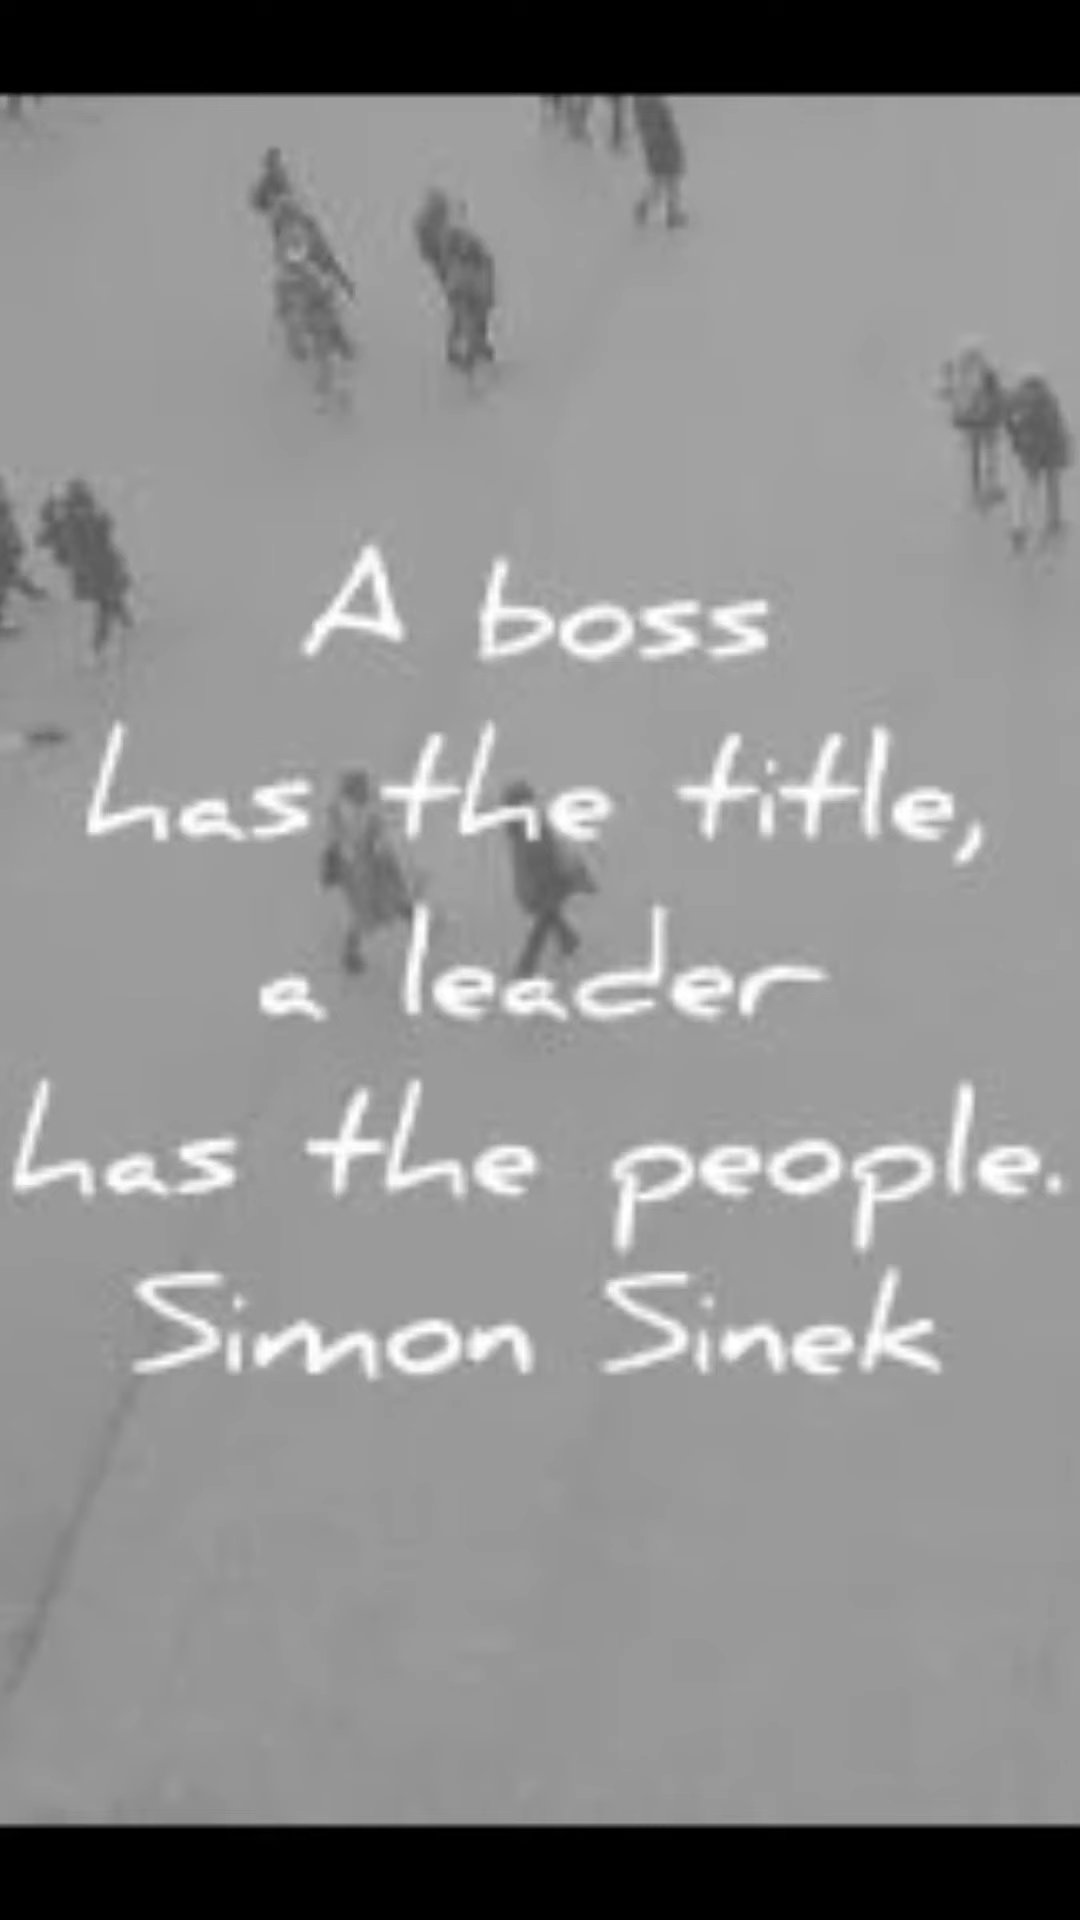 A boss
has the title,
a leader
has the people.
Simon Sinek